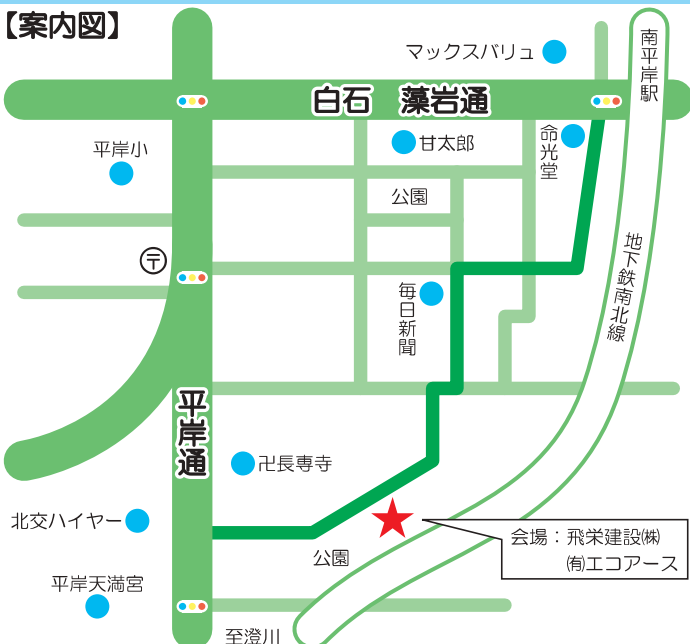 【案内図】
マックスバリュ
南平岸駅
白石 藻岩通
甘太郎
命光堂
平岸小
公園
〒
地下鉄南北線
毎日新聞
平岸通
卍長専寺
北交ハイヤー
会場：飛栄建設㈱
㈲エコアース
公園
平岸天満宮
至澄川